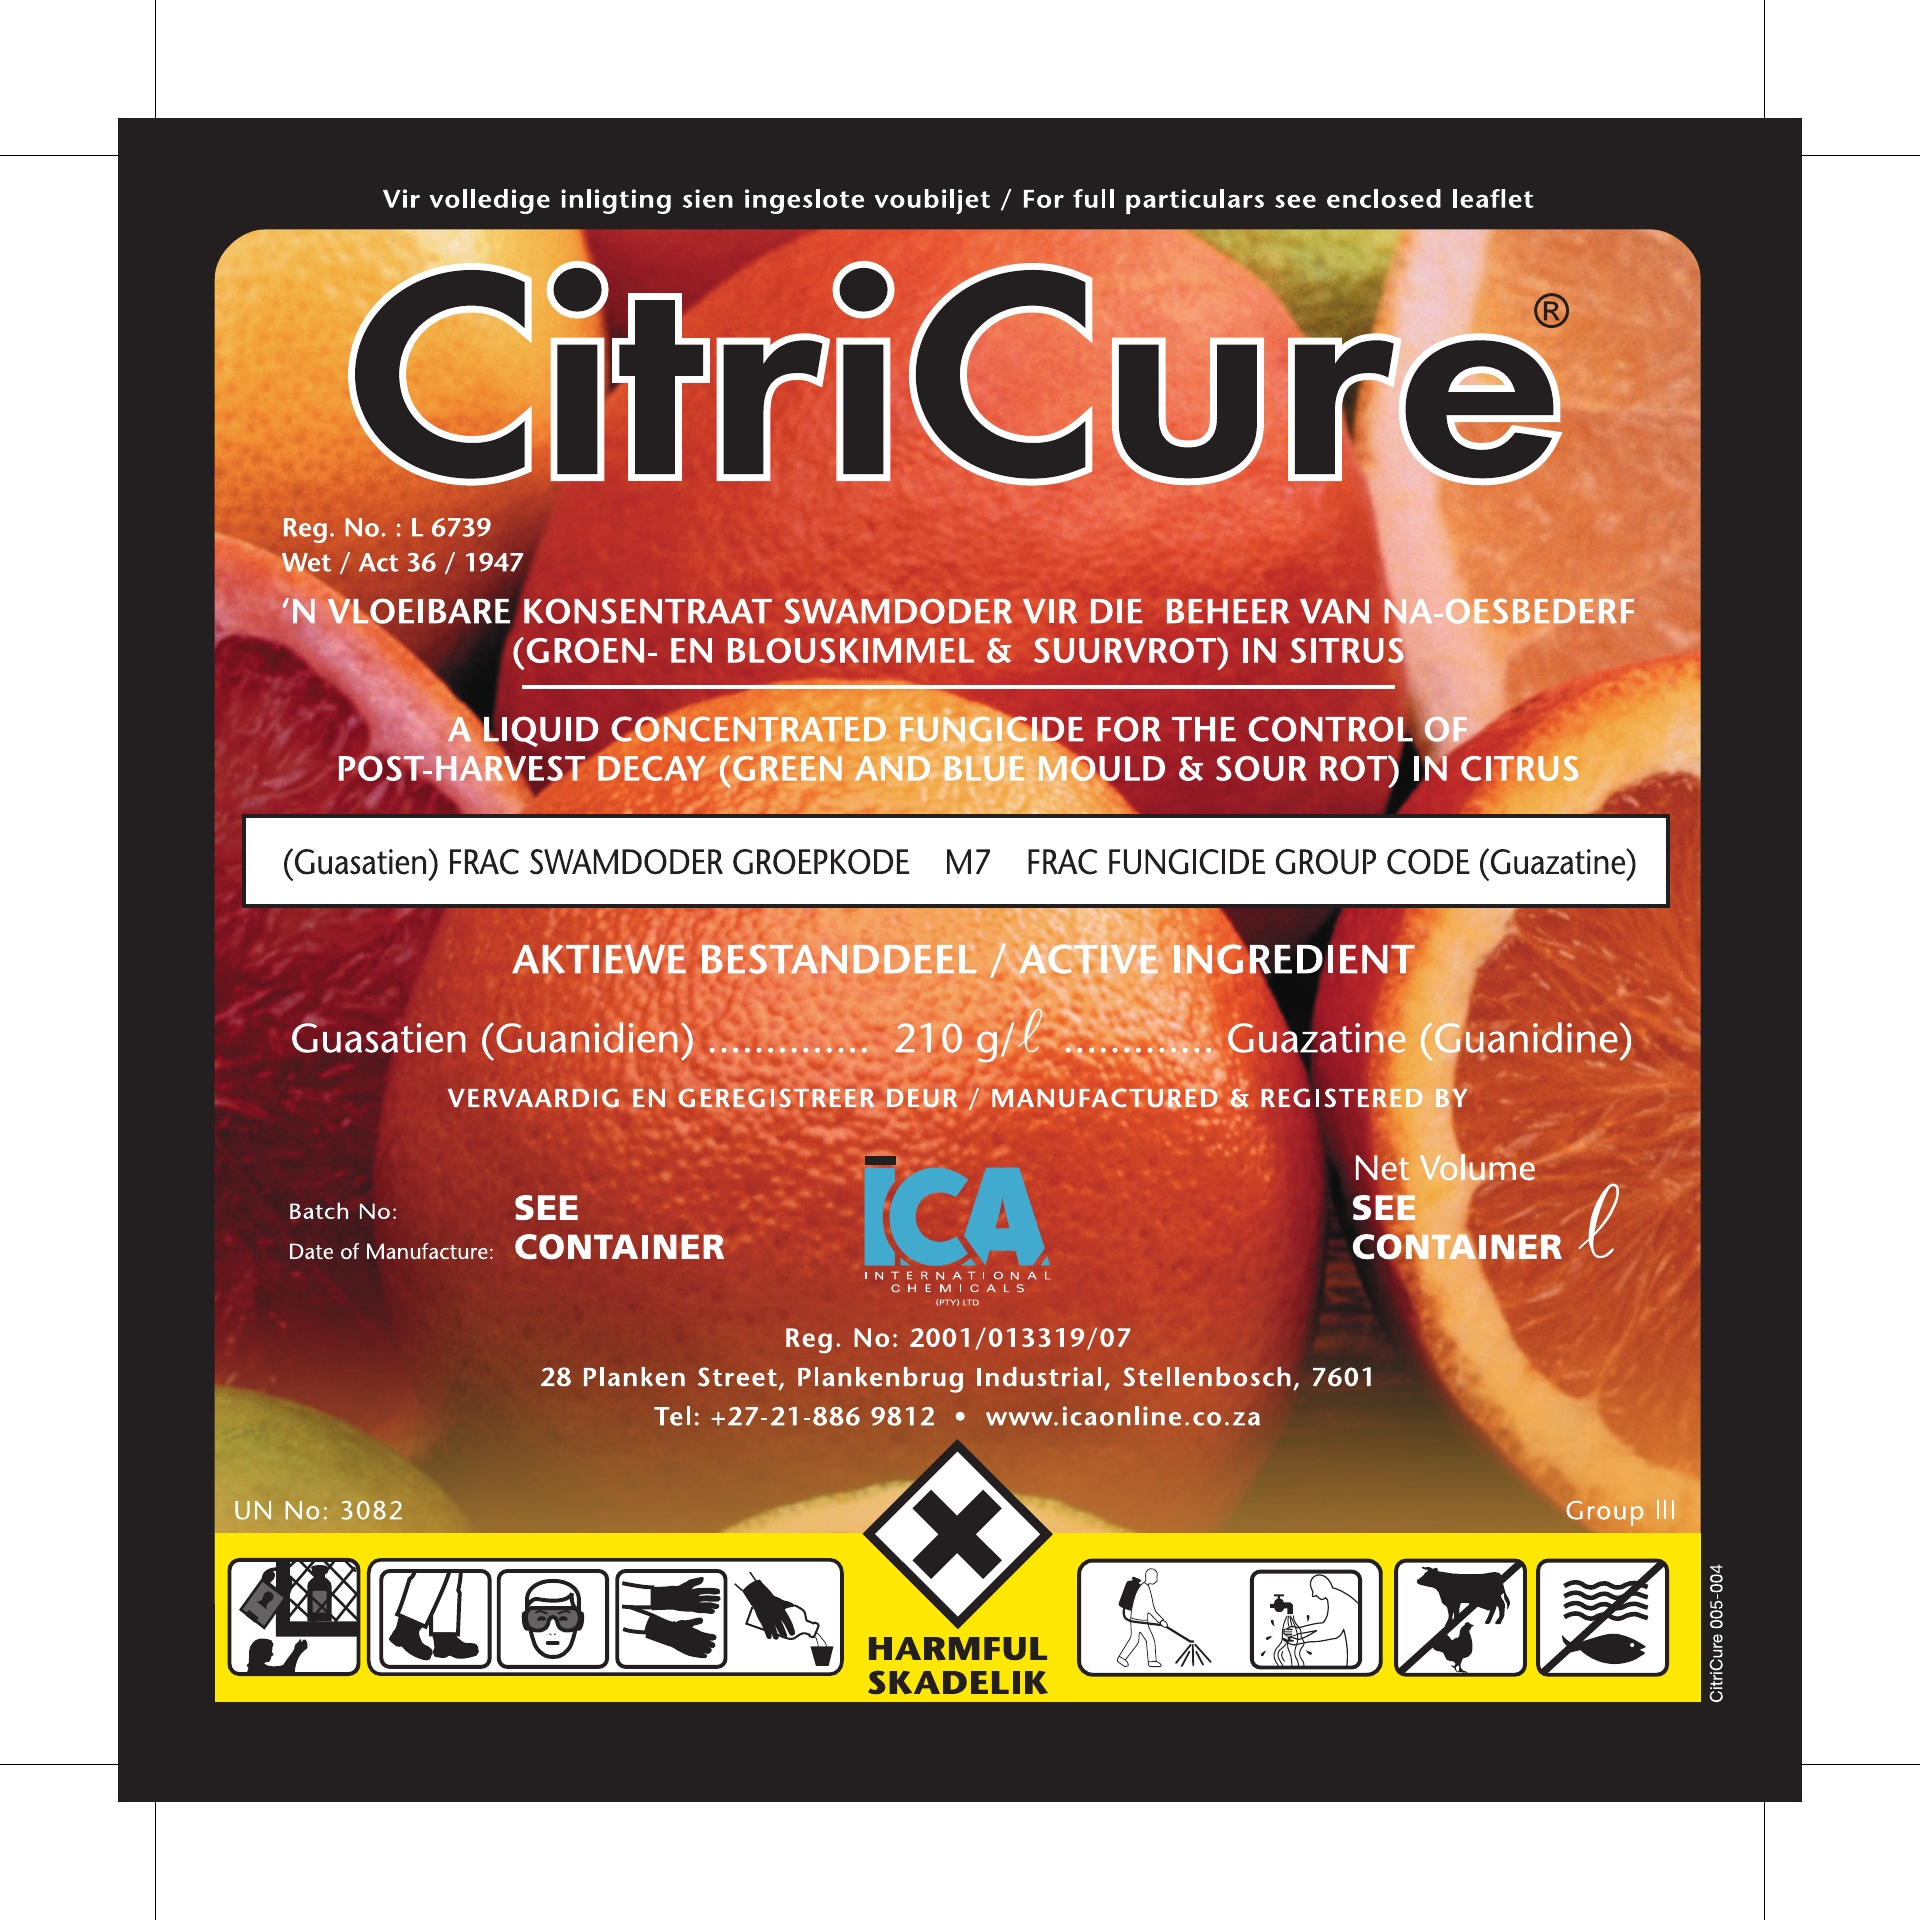 Vir volledige inligting sien ingeslote voubiljet / For full particulars see enclosed leaflet
CitriCure®
Reg. No. : L 6739
Wet / Act 36 / 1947
‘N VLOEIBARE KONSENTRAAT SWAMDODER VIR DIE BEHEER VAN NA-OESBEDERF
(GROEN- EN BLOUSKIMMEL & SUURVROT) IN SITRUS
A LIQUID CONCENTRATED FUNGICIDE FOR THE CONTROL OF
POST-HARVEST DECAY (GREEN AND BLUE MOULD & SOUR ROT) IN CITRUS
(Guasatien) FRAC SWAMDODER GROEPKODE M7 FRAC FUNGICIDE GROUP CODE (Guazatine)
AKTIEWE BESTANDDEEL / ACTIVE INGREDIENT
Guasatien (Guanidien) .............. 210 g/ℓ ............. Guazatine (Guanidine)
VERVAARDIG EN GEREGISTREER DEUR / MANUFACTURED & REGISTERED BY
Batch No:
Date of Manufacture:
SEE
CONTAINER
ICA
INTERNATIONAL
CHEMICALS
(PTY) LTD
Net Volume
SEE
CONTAINER ℓ
Reg. No: 2001/013319/07
28 Planken Street, Plankenbrug Industrial, Stellenbosch, 7601
Tel: +27-21-886 9812 • www.icaonline.co.za
UN No: 3082
Group III
HARMFUL
SKADELIK
CitriCure 005-004